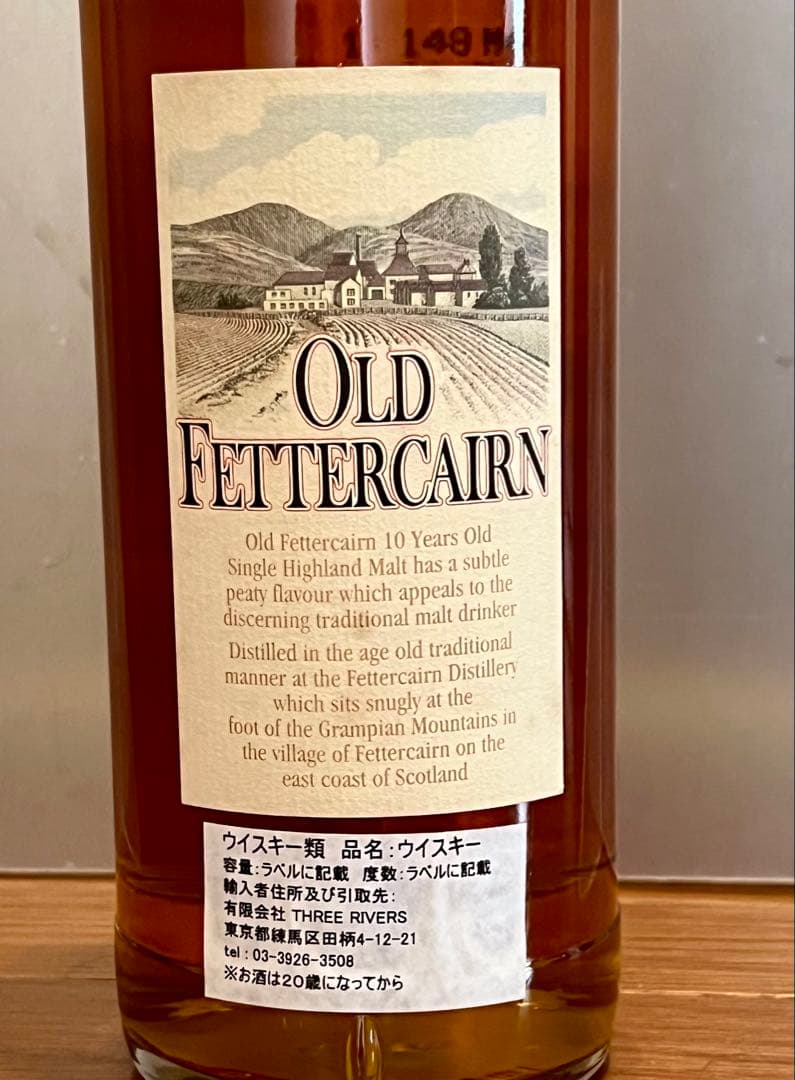 OLD
FETTERCAIRN
Old Fettercairn 10 Years Old
Single Highland Malt has a subtle
peaty flavour which appeals to the
discerning traditional malt drinker
Distilled in the age old traditional
manner at the Fettercairn Distillery
which sits snugly at the
foot of the Grampian Mountains in
the village of Fettercairn on the
east coast of Scotland
ウイスキー類 品名:ウイスキー
容量:ラベルに記載 度数:ラベルに記載
輸入者住所及び引取先:
有限会社 THREE RIVERS
東京都練馬区田柄4-12-21
tel : 03-3926-3508
※お酒は20歳になってから